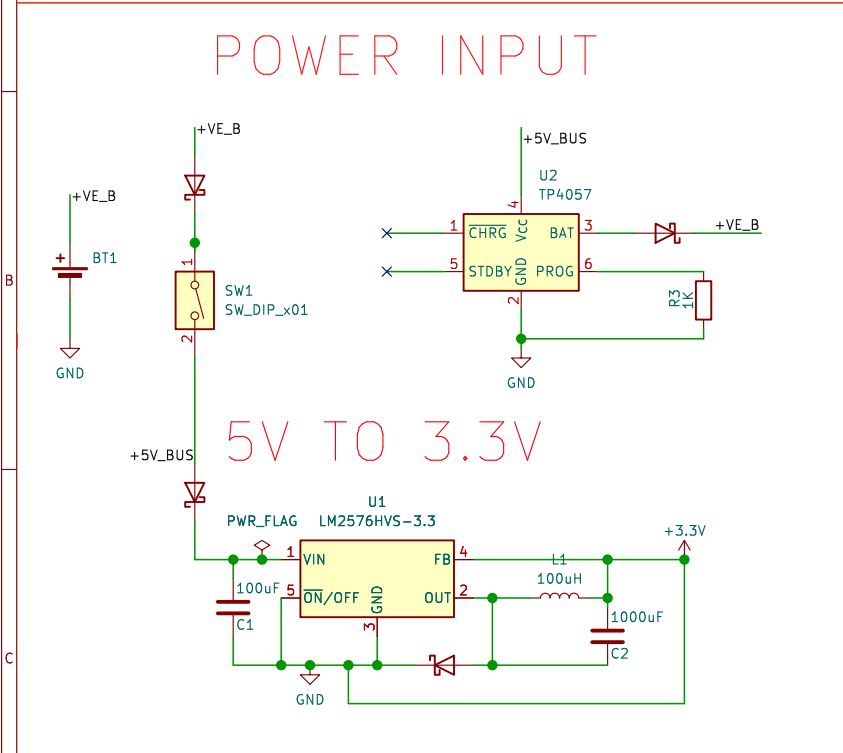 POWER INPUT
+VE_B
+5V_BUS
U2
TP4057
+VE_B
BT1
GND
B
1
SW1
SW_DIP_x01
2
4
1 CHRG Vcc BAT 3
+VE_B
5 STDBY GND PROG 6
2
R3
1K
GND
+5V_BUS
5V TO 3.3V
PWR_FLAG
U1
LM2576HVS-3.3
+3.3V
1 VIN FB 4
L1
100uH
5 ON/OFF GND OUT 2
3
100uF
C1
1000uF
C2
GND
C